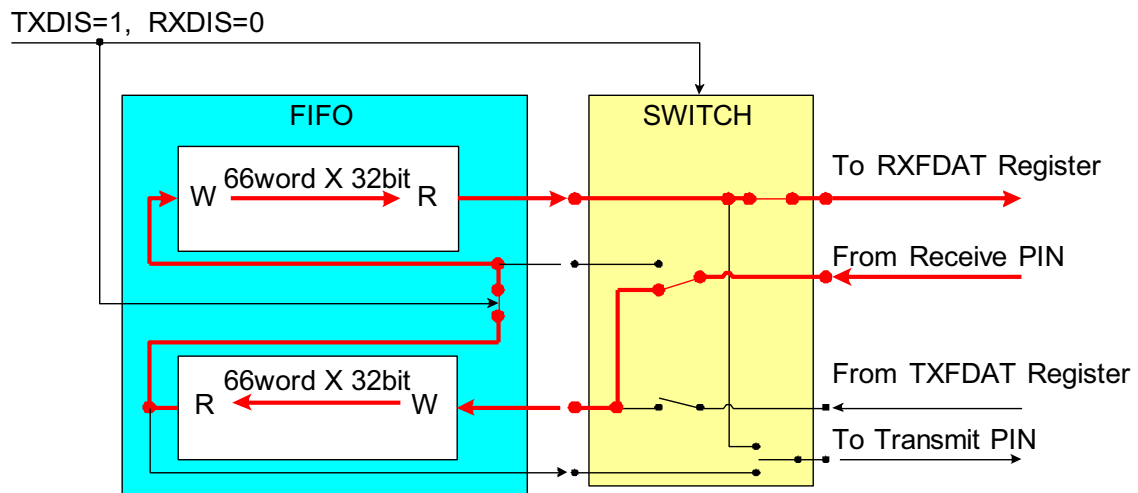 TXDIS=1, RXDIS=0
FIFO
SWITCH
66word X 32bit
W
R
To RXFDAT Register
From Receive PIN
66word X 32bit
R
W
From TXFDAT Register
To Transmit PIN